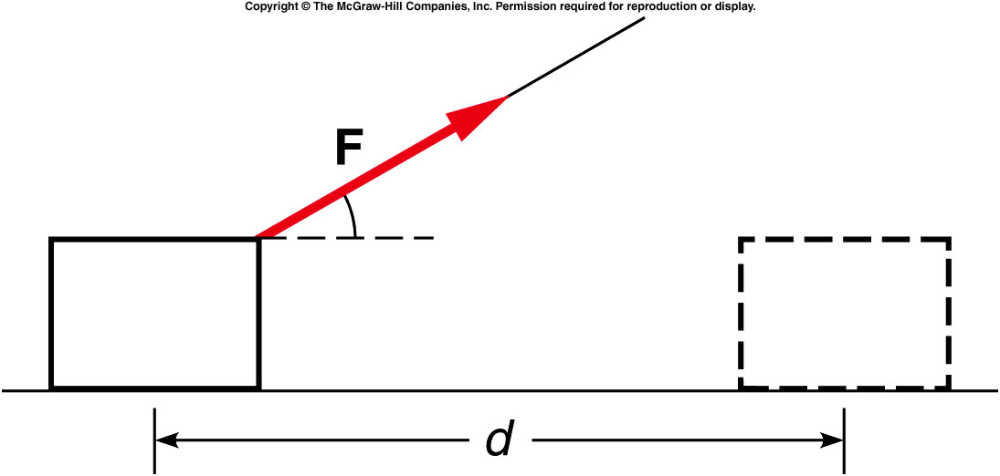 Copyright © The McGraw-Hill Companies, Inc. Permission required for reproduction or display.
F
d